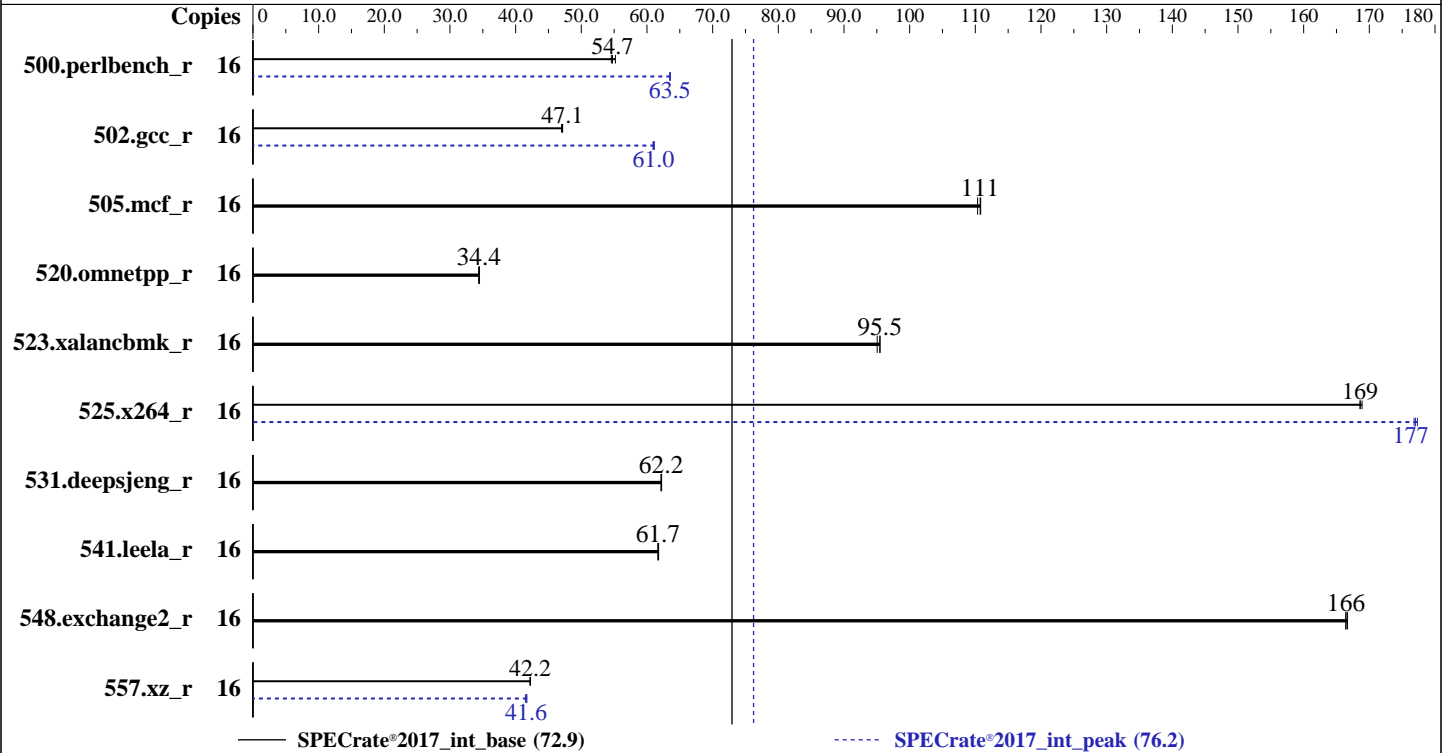 Copies 0 10.0 20.0 30.0 40.0 50.0 60.0 70.0 80.0 90.0 100 110 120 130 140 150 160 170 180
54.7
500.perlbench_r 16
63.5
47.1
502.gcc_r 16
61.0
111
505.mcf_r 16
34.4
520.omnetpp_r 16
95.5
523.xalancbmk_r 16
169
525.x264_r 16
177
62.2
531.deepsjeng_r 16
61.7
541.leela_r 16
166
548.exchange2_r 16
42.2
557.xz_r 16
41.6
SPECrate®2017_int_base (72.9) SPECrate®2017_int_peak (76.2)